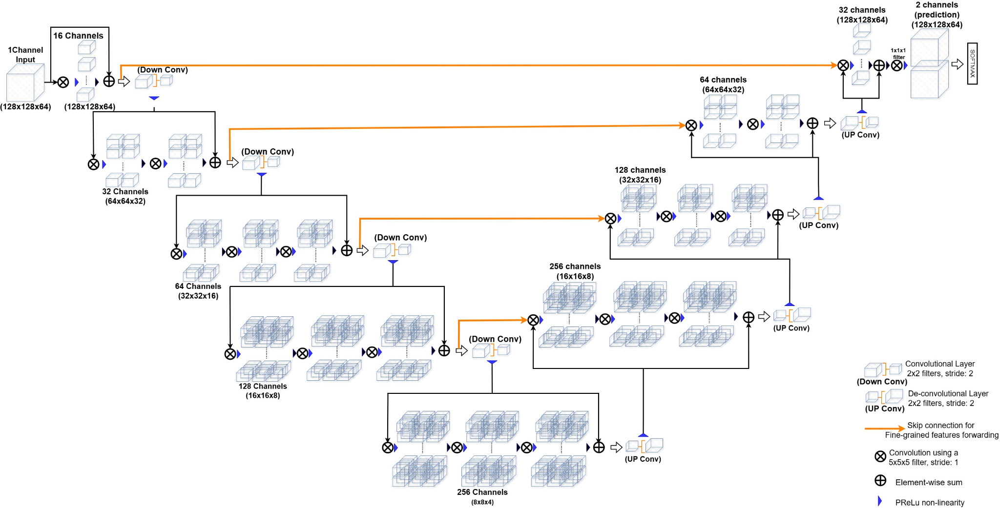 1Channel
Input
(128x128x64)
16 Channels
(128x128x64)
(Down Conv)
32 Channels
(64x64x32)
(Down Conv)
64 Channels
(32x32x16)
(Down Conv)
128 Channels
(16x16x8)
(Down Conv)
256 Channels
(8x8x4)
(UP Conv)
256 channels
(16x16x8)
(UP Conv)
128 channels
(32x32x16)
(UP Conv)
64 channels
(64x64x32)
(UP Conv)
32 channels
(128x128x64)
1x1x1
filter
2 channels
(prediction)
(128x128x64)
SOFTMAX
Convolutional Layer
2x2 filters, stride: 2
(Down Conv)
De-convolutional Layer
2x2 filters, stride: 2
(UP Conv)
Skip connection for
Fine-grained features forwarding
Convolution using a
5x5x5 filter, stride: 1
Element-wise sum
PReLu non-linearity